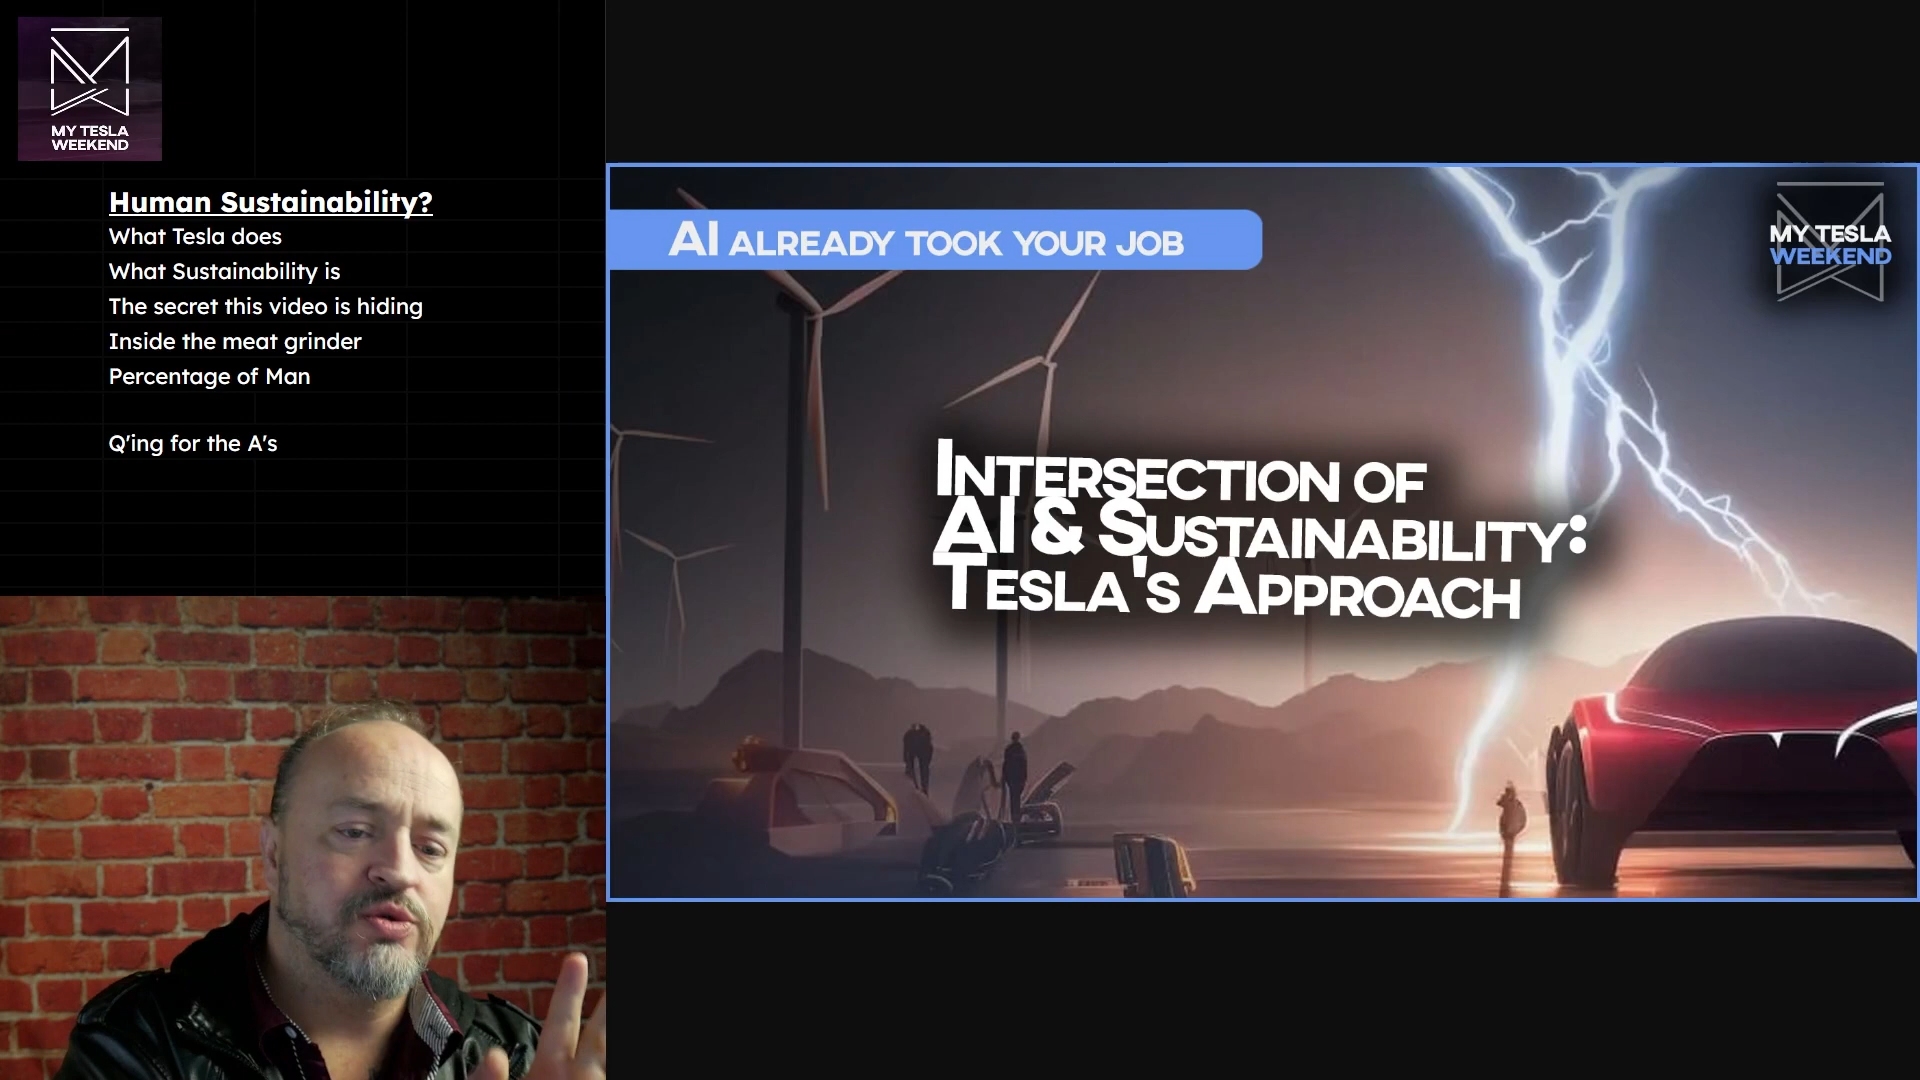 MY TESLA
WEEKEND
Human Sustainability?
What Tesla does
What Sustainability is
The secret this video is hiding
Inside the meat grinder
Percentage of Man
Q'ing for the A's
AI ALREADY TOOK YOUR JOB
MY TESLA
WEEKEND
INTERSECTION OF
AI & SUSTAINABILITY:
TESLA'S APPROACH